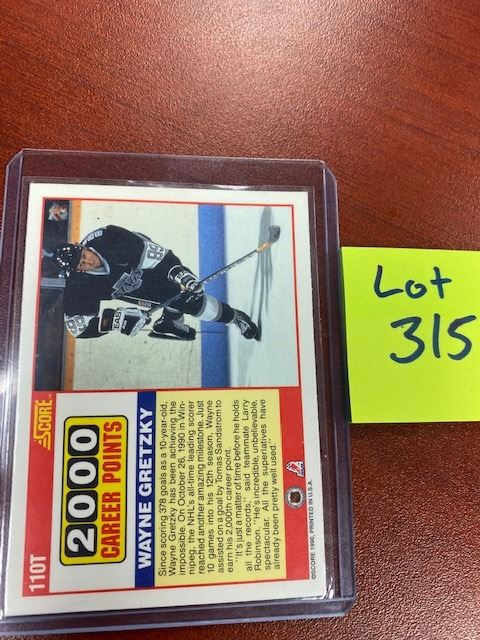 110T
SCORE™
2000
CAREER POINTS
WAYNE GRETZKY
Since scoring 378 goals as a 10-year-old,
Wayne Gretzky has been achieving the
impossible. On October 26, 1990 in Win-
nipeg, the NHL's all-time leading scorer
reached another amazing milestone. Just
10 games into his 12th season, Wayne
assisted on a goal by Tomas Sandstrom to
earn his 2,000th career point.
"It's just a matter of time before he holds
all the records," said teammate Larry
Robinson. "He's incredible, unbelievable,
spectacular. All the superlatives have
already been pretty well used."
©SCORE 1990, PRINTED IN U.S.A.
99
EAST
Lot
315